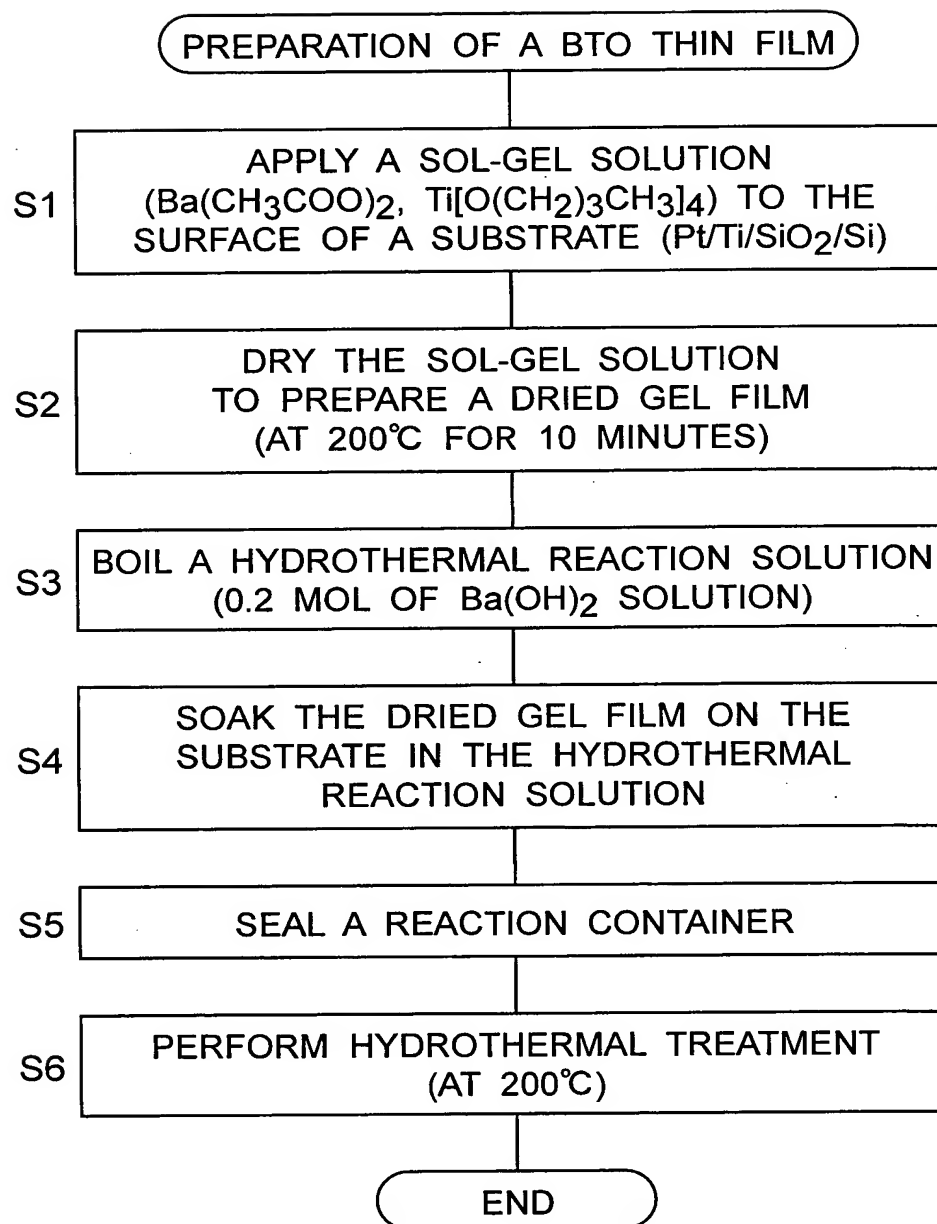 PREPARATION OF A BTO THIN FILM
S1
APPLY A SOL-GEL SOLUTION
(Ba(CH3COO)2, Ti[O(CH2)3CH3]4) TO THE
SURFACE OF A SUBSTRATE (Pt/Ti/SiO2/Si)
S2
DRY THE SOL-GEL SOLUTION
TO PREPARE A DRIED GEL FILM
(AT 200℃ FOR 10 MINUTES)
S3
BOIL A HYDROTHERMAL REACTION SOLUTION
(0.2 MOL OF Ba(OH)2 SOLUTION)
S4
SOAK THE DRIED GEL FILM ON THE
SUBSTRATE IN THE HYDROTHERMAL
REACTION SOLUTION
S5
SEAL A REACTION CONTAINER
S6
PERFORM HYDROTHERMAL TREATMENT
(AT 200℃)
END